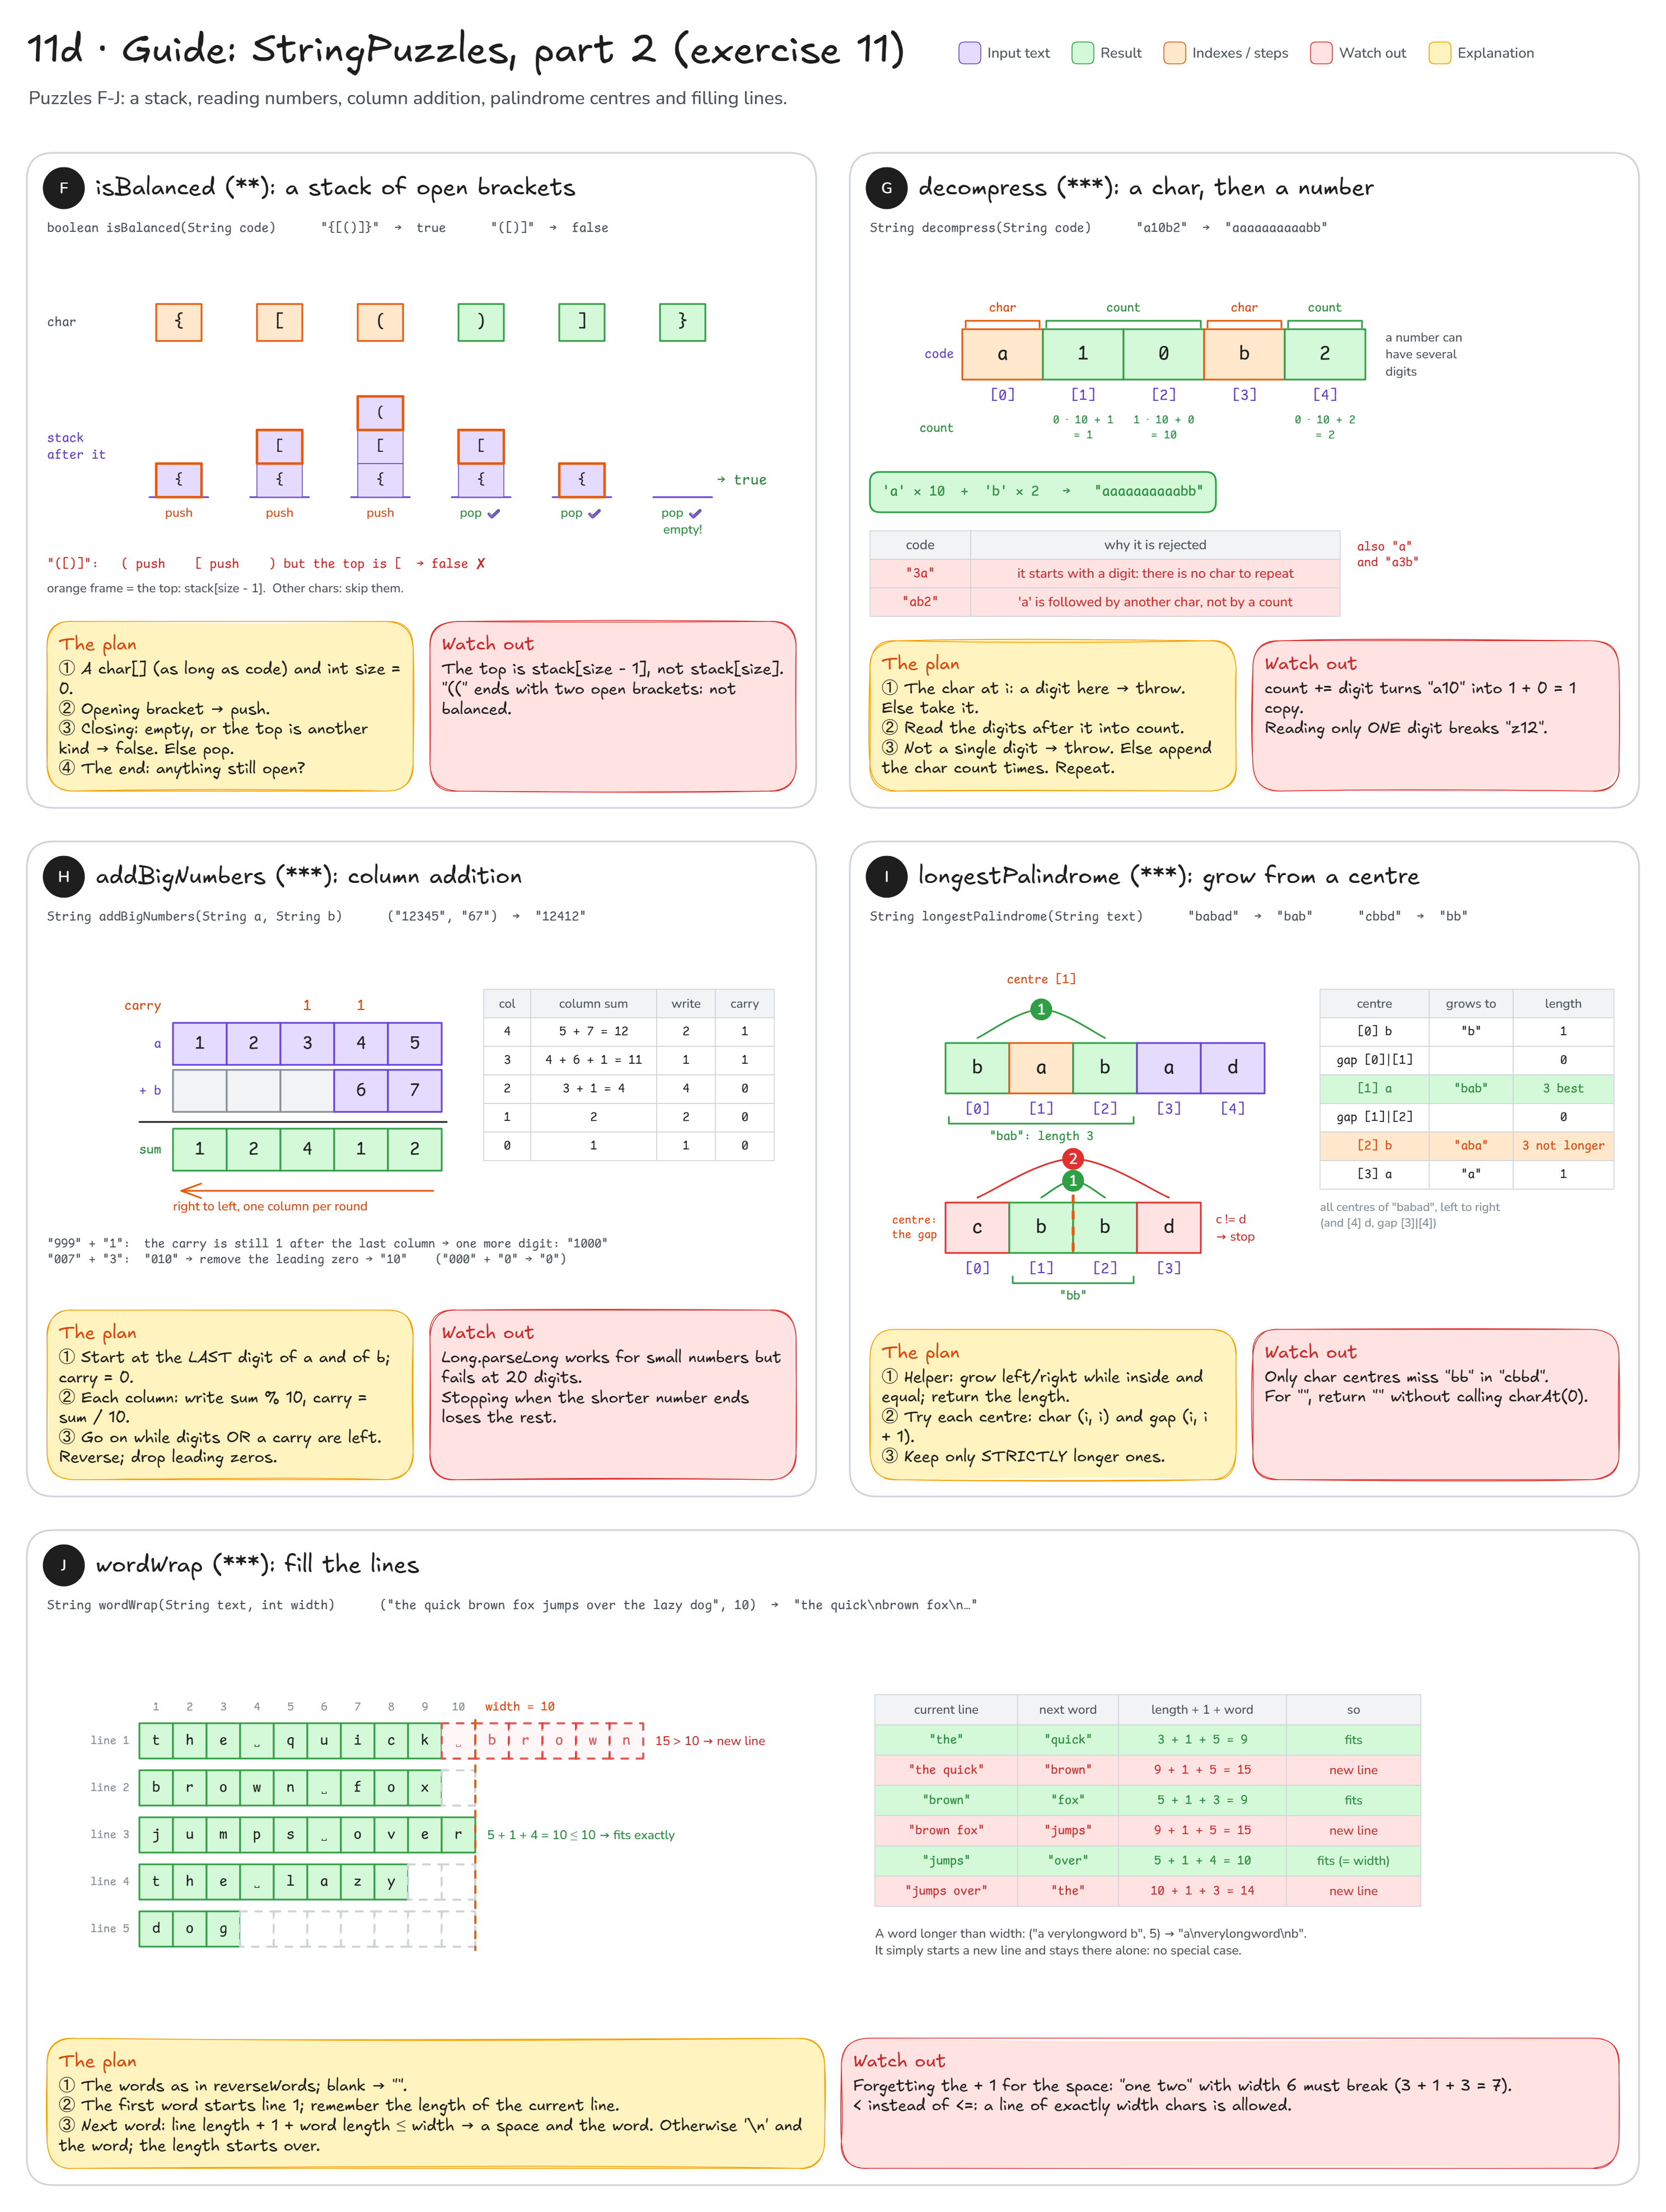 11d · Guide: StringPuzzles, part 2 (exercise 11)
Input text
Result
Indexes / steps
Watch out
Explanation
Puzzles F-J: a stack, reading numbers, column addition, palindrome centres and filling lines.
F
isBalanced (**): a stack of open brackets
boolean isBalanced(String code) "{[()]}" → true "([)]" → false
char
{ [ ( ) ] }
(
[ [ [
stack
after it
{ { { { { → true
push push push pop ✔ pop ✔ pop ✔
empty!
"([)]": ( push [ push ) but the top is [ → false ✗
orange frame = the top: stack[size - 1]. Other chars: skip them.
The plan
① A char[] (as long as code) and int size =
0.
② Opening bracket → push.
③ Closing: empty, or the top is another
kind → false. Else pop.
④ The end: anything still open?
Watch out
The top is stack[size - 1], not stack[size].
"((" ends with two open brackets: not
balanced.
G
decompress (***): a char, then a number
String decompress(String code) "a10b2" → "aaaaaaaaaabb"
char count char count
code a 1 0 b 2
[0] [1] [2] [3] [4]
a number can
have several
digits
count
0 · 10 + 1
= 1
1 · 10 + 0
= 10
0 · 10 + 2
= 2
'a' × 10 + 'b' × 2 → "aaaaaaaaaabb"
code why it is rejected
"3a" it starts with a digit: there is no char to repeat
"ab2" 'a' is followed by another char, not by a count
also "a"
and "a3b"
The plan
① The char at i: a digit here → throw.
Else take it.
② Read the digits after it into count.
③ Not a single digit → throw. Else append
the char count times. Repeat.
Watch out
count += digit turns "a10" into 1 + 0 = 1
copy.
Reading only ONE digit breaks "z12".
H
addBigNumbers (***): column addition
String addBigNumbers(String a, String b) ("12345", "67") → "12412"
carry 1 1
a 1 2 3 4 5
+ b 6 7
sum 1 2 4 1 2
right to left, one column per round
col column sum write carry
4 5 + 7 = 12 2 1
3 4 + 6 + 1 = 11 1 1
2 3 + 1 = 4 4 0
1 2 2 0
0 1 1 0
"999" + "1": the carry is still 1 after the last column → one more digit: "1000"
"007" + "3": "010" → remove the leading zero → "10" ("000" + "0" → "0")
The plan
① Start at the LAST digit of a and of b;
carry = 0.
② Each column: write sum % 10, carry =
sum / 10.
③ Go on while digits OR a carry are left.
Reverse; drop leading zeros.
Watch out
Long.parseLong works for small numbers but
fails at 20 digits.
Stopping when the shorter number ends
loses the rest.
I
longestPalindrome (***): grow from a centre
String longestPalindrome(String text) "babad" → "bab" "cbbd" → "bb"
centre [1]
1
b a b a d
[0] [1] [2] [3] [4]
"bab": length 3
2
1
centre:
the gap
c b b d
c != d
→ stop
[0] [1] [2] [3]
"bb"
centre grows to length
[0] b "b" 1
gap [0]|[1] 0
[1] a "bab" 3 best
gap [1]|[2] 0
[2] b "aba" 3 not longer
[3] a "a" 1
all centres of "babad", left to right
(and [4] d, gap [3]|[4])
The plan
① Helper: grow left/right while inside and
equal; return the length.
② Try each centre: char (i, i) and gap (i, i
+ 1).
③ Keep only STRICTLY longer ones.
Watch out
Only char centres miss "bb" in "cbbd".
For "", return "" without calling charAt(0).
J
wordWrap (***): fill the lines
String wordWrap(String text, int width) ("the quick brown fox jumps over the lazy dog", 10) → "the quick\nbrown fox\n…"
1 2 3 4 5 6 7 8 9 10 width = 10
line 1 t h e ␣ q u i c k ␣ b r o w n 15 > 10 → new line
line 2 b r o w n ␣ f o x
line 3 j u m p s ␣ o v e r 5 + 1 + 4 = 10 ≤ 10 → fits exactly
line 4 t h e ␣ l a z y
line 5 d o g
current line next word length + 1 + word so
"the" "quick" 3 + 1 + 5 = 9 fits
"the quick" "brown" 9 + 1 + 5 = 15 new line
"brown" "fox" 5 + 1 + 3 = 9 fits
"brown fox" "jumps" 9 + 1 + 5 = 15 new line
"jumps" "over" 5 + 1 + 4 = 10 fits (= width)
"jumps over" "the" 10 + 1 + 3 = 14 new line
A word longer than width: ("a verylongword b", 5) → "a\nverylongword\nb".
It simply starts a new line and stays there alone: no special case.
The plan
① The words as in reverseWords; blank → "".
② The first word starts line 1; remember the length of the current line.
③ Next word: line length + 1 + word length ≤ width → a space and the word. Otherwise '\n' and
the word; the length starts over.
Watch out
Forgetting the + 1 for the space: "one two" with width 6 must break (3 + 1 + 3 = 7).
< instead of <=: a line of exactly width chars is allowed.